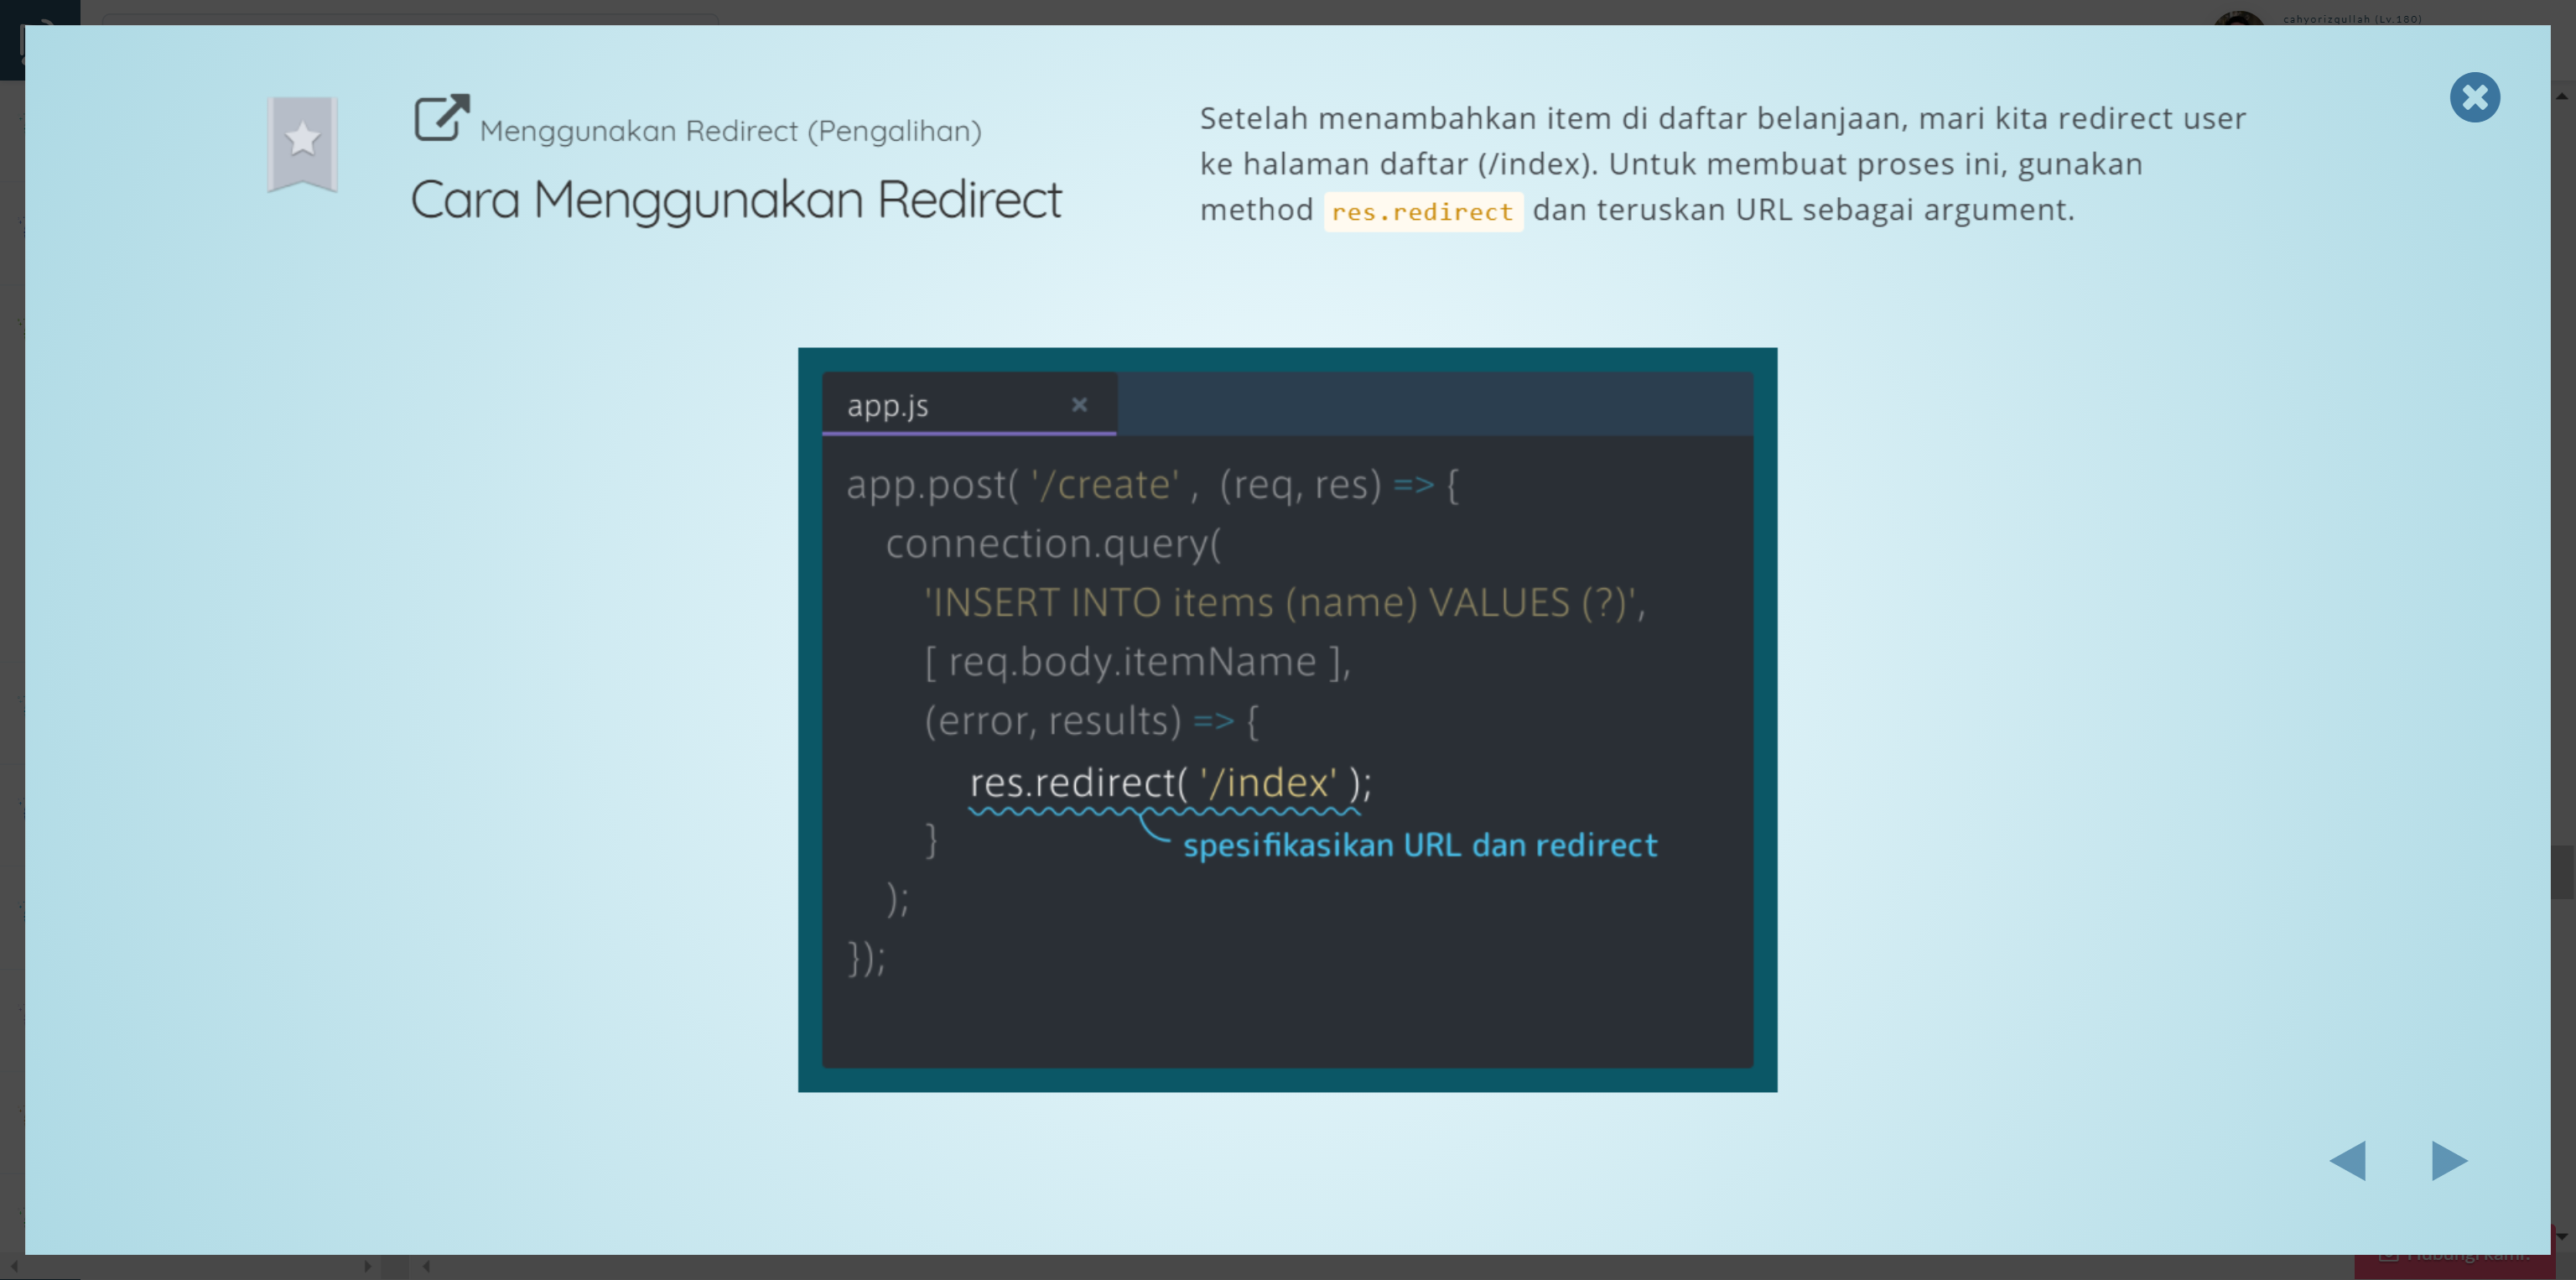 cahyorizqullah (Lv.180)
Menggunakan Redirect (Pengalihan)
Cara Menggunakan Redirect
Setelah menambahkan item di daftar belanjaan, mari kita redirect user
ke halaman daftar (/index). Untuk membuat proses ini, gunakan
method res.redirect dan teruskan URL sebagai argument.
app.js
app.post( '/create' , (req, res) => {
connection.query(
'INSERT INTO items (name) VALUES (?)',
[ req.body.itemName ],
(error, results) => {
res.redirect( '/index' );
}
spesifikasikan URL dan redirect
);
});
Hubungi kami.